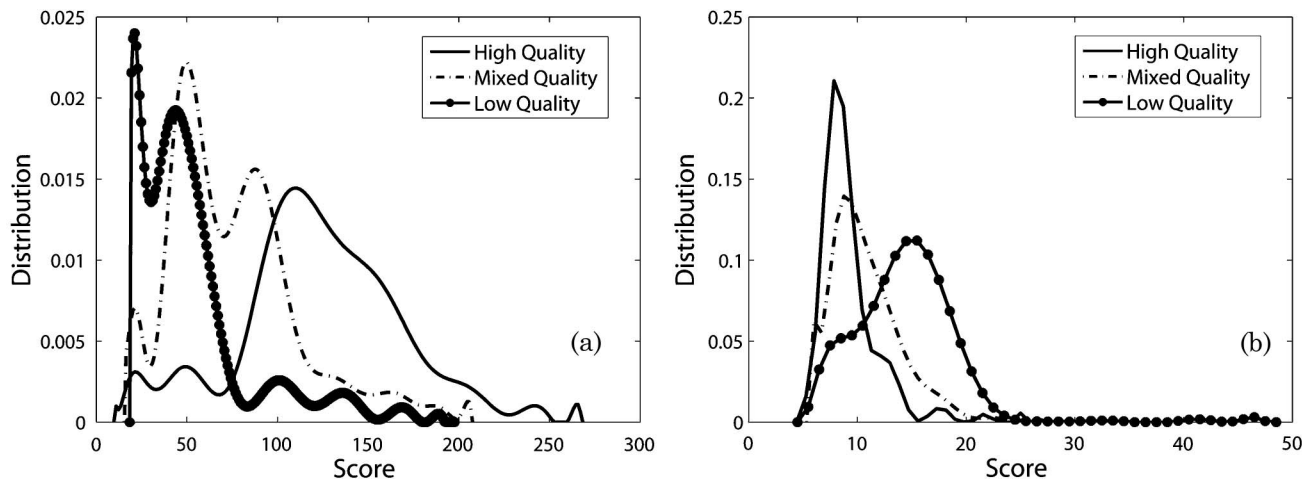 0.025
0.02
0.015
0.01
0.005
0
Distribution
0 50 100 150 200 250 300
Score
High Quality
Mixed Quality
Low Quality
(a)
0.25
0.2
0.15
0.1
0.05
0
Distribution
0 10 20 30 40 50
Score
High Quality
Mixed Quality
Low Quality
(b)